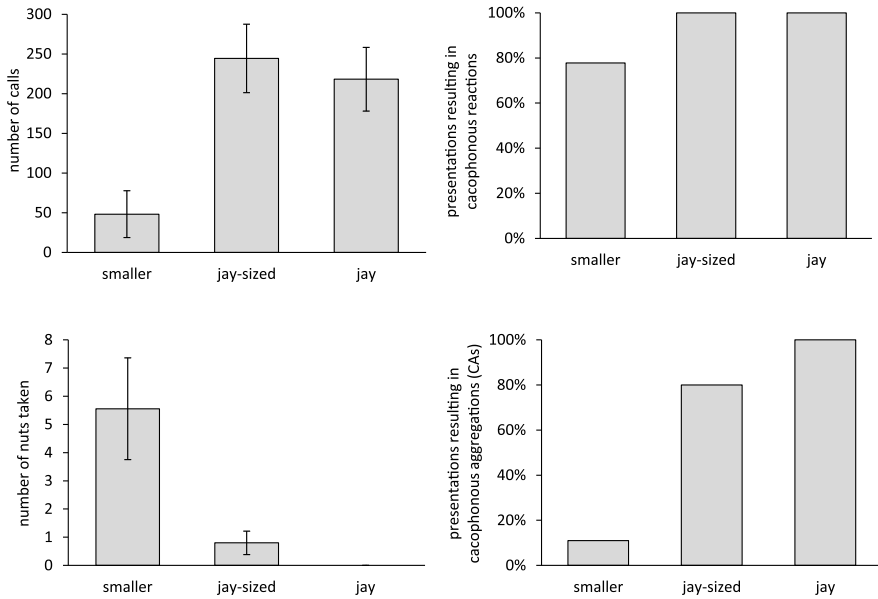 number of calls
300
250
200
150
100
50
0
smaller jay-sized jay
presentations resulting in
cacophonous reactions
100%
80%
60%
40%
20%
0%
smaller jay-sized jay
number of nuts taken
8
7
6
5
4
3
2
1
0
smaller jay-sized jay
presentations resulting in
cacophonous aggregations (CAs)
100%
80%
60%
40%
20%
0%
smaller jay-sized jay